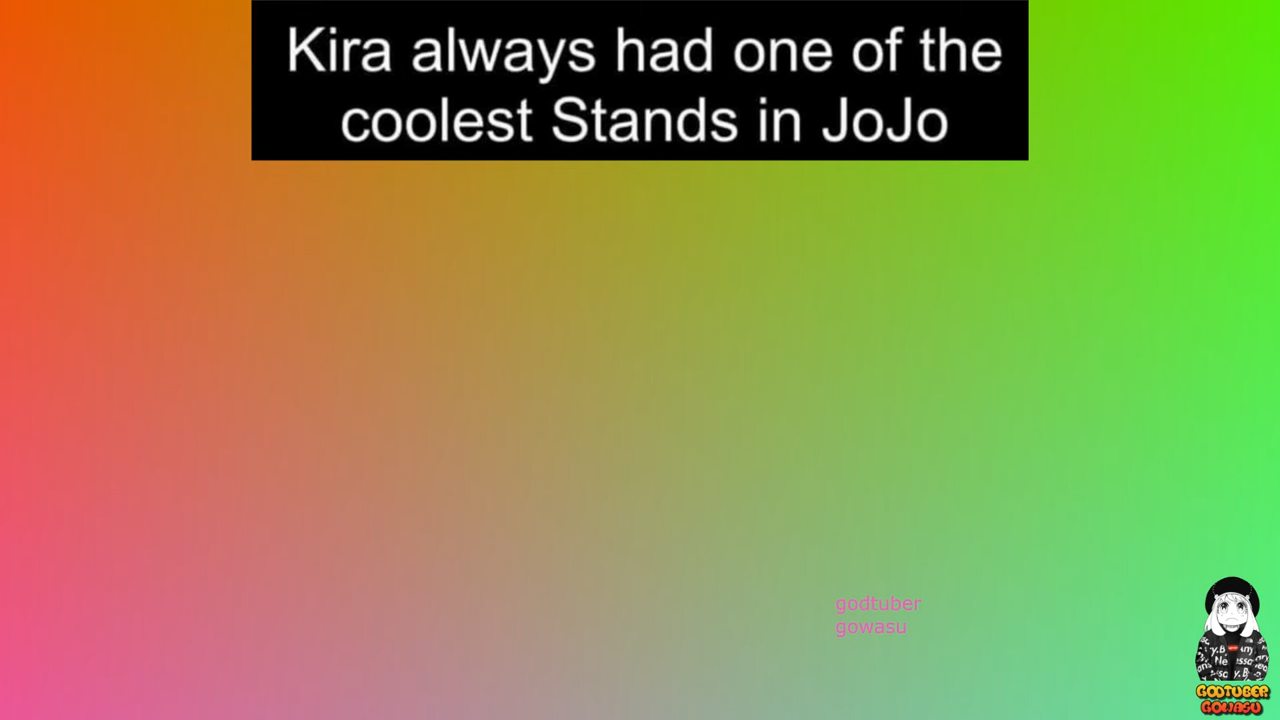 Kira always had one of the
coolest Stands in JoJo
godtuber
gowasu
GODTUBER
GOWASU